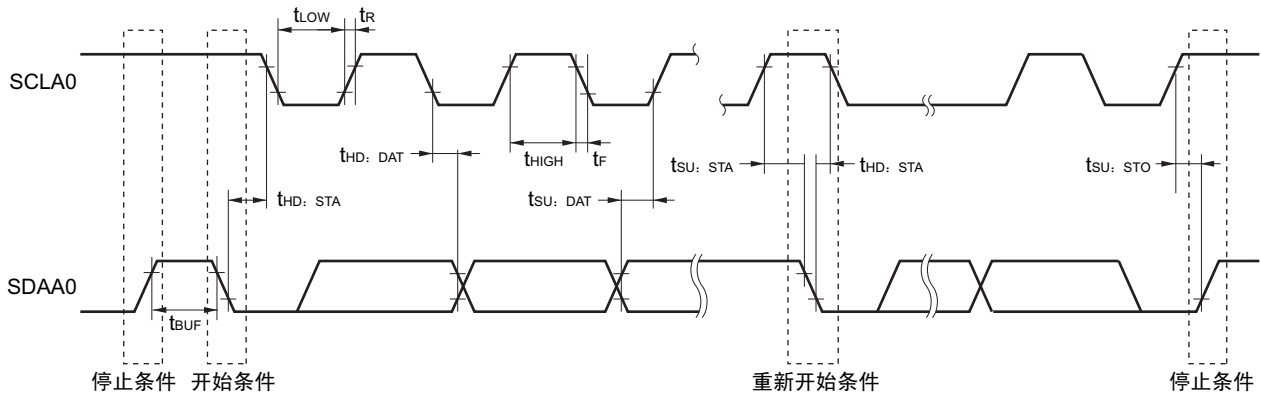 tLOW tR
SCLA0
tHD: DAT tHIGH tF tSU: STA tHD: STA tSU: STO
tHD: STA tSU: DAT
SDAA0
tBUF
停止条件 开始条件 重新开始条件 停止条件